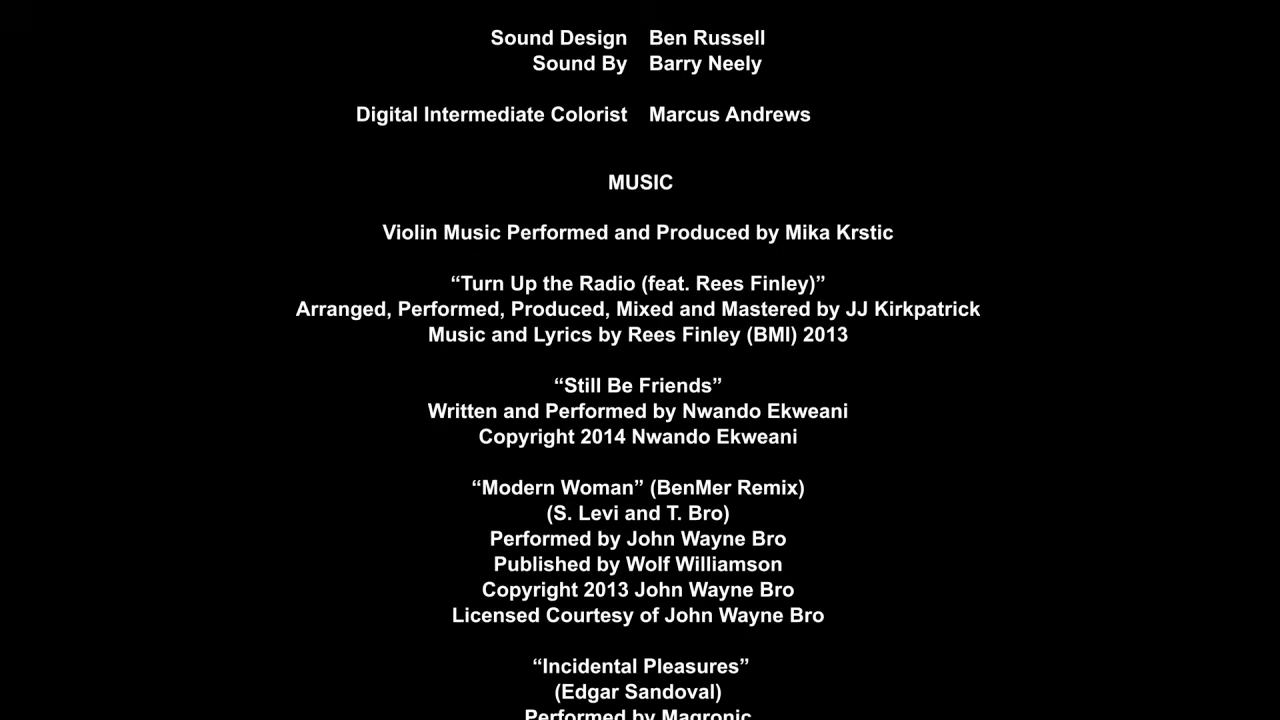 Sound Design Ben Russell
Sound By Barry Neely
Digital Intermediate Colorist Marcus Andrews
MUSIC
Violin Music Performed and Produced by Mika Krstic
“Turn Up the Radio (feat. Rees Finley)”
Arranged, Performed, Produced, Mixed and Mastered by JJ Kirkpatrick
Music and Lyrics by Rees Finley (BMI) 2013
“Still Be Friends”
Written and Performed by Nwando Ekweani
Copyright 2014 Nwando Ekweani
“Modern Woman” (BenMer Remix)
(S. Levi and T. Bro)
Performed by John Wayne Bro
Published by Wolf Williamson
Copyright 2013 John Wayne Bro
Licensed Courtesy of John Wayne Bro
“Incidental Pleasures”
(Edgar Sandoval)
Performed by Magronic